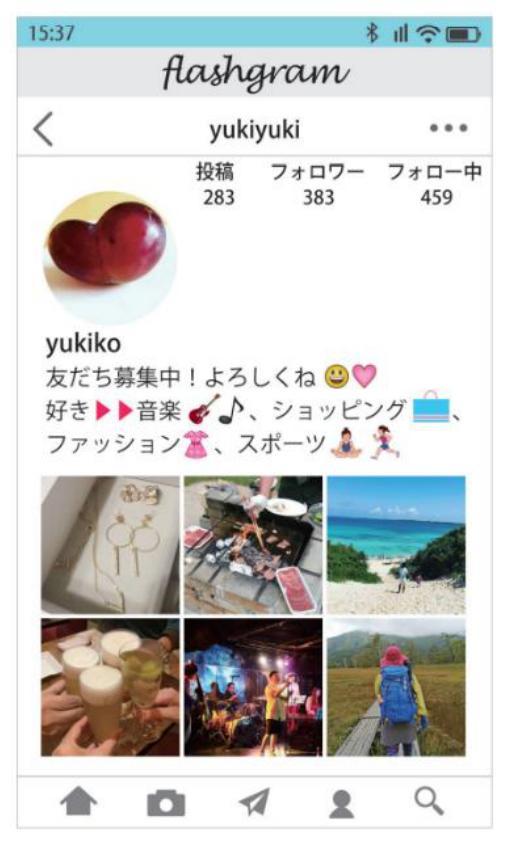 15:37
flashgram
yukiyuki
投稿 フォロワー フォロー中
283 383 459
yukiko
友だち募集中！よろしくね 😃💗
好き▶▶音楽 🎸♪、ショッピング 👜、
ファッション👗、スポーツ 🧘🏃